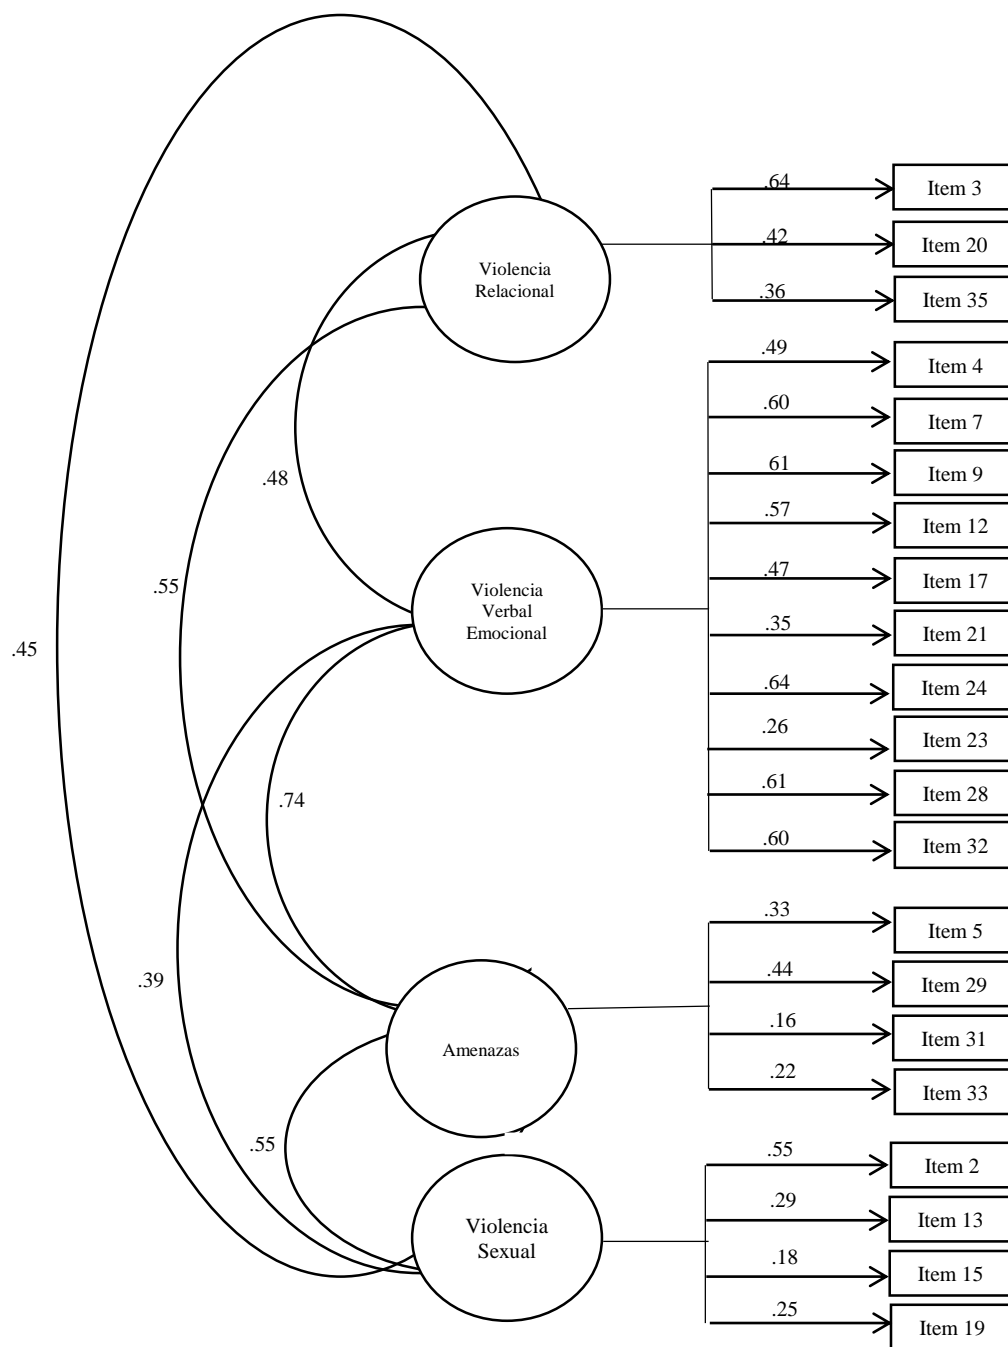 .64
Item 3
Violencia
Relacional
.42
Item 20
.36
Item 35
.49
Item 4
.60
Item 7
.48
61
Item 9
.57
Item 12
.55
Violencia
Verbal
Emocional
.47
Item 17
.45
.35
Item 21
.64
Item 24
.26
Item 23
.74
.61
Item 28
.60
Item 32
.33
Item 5
.39
.44
Item 29
Amenazas
.16
Item 31
.22
Item 33
.55
.55
Item 2
Violencia
Sexual
.29
Item 13
.18
Item 15
.25
Item 19